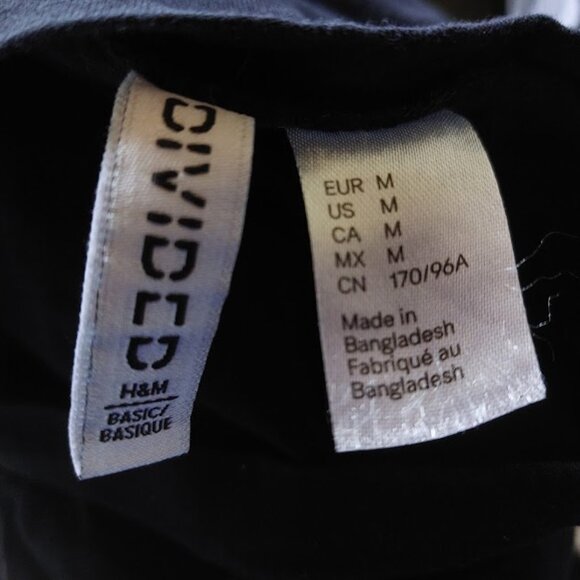 DIVIDED
H&M
BASIC/
BASIQUE
EUR M
US M
CA M
MX M
CN 170/96A
Made in
Bangladesh
Fabriqué au
Bangladesh